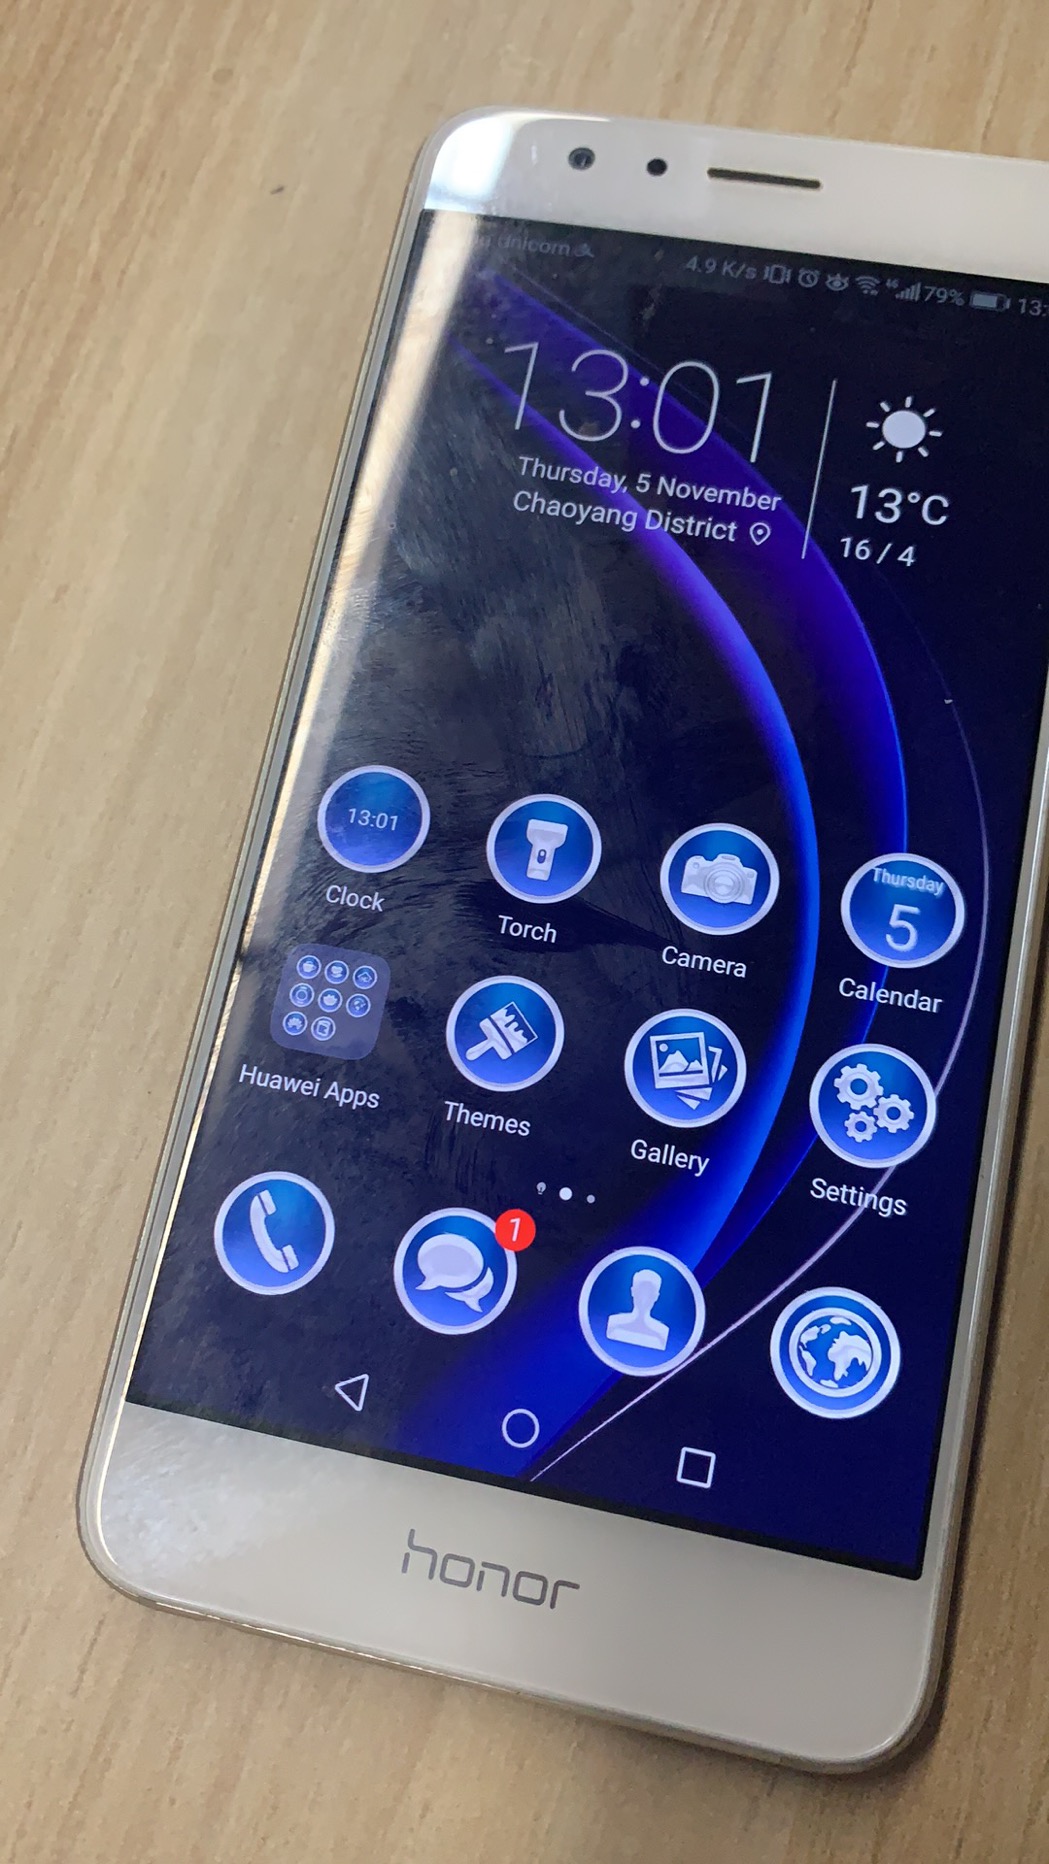 Unicom
4.9 K/s 4G 79% 13:
13:01
Thursday, 5 November
Chaoyang District
13°C
16 / 4
13:01
Thursday
5
Clock
Torch
Camera
Calendar
Huawei Apps
Themes
Gallery
Settings
1
honor